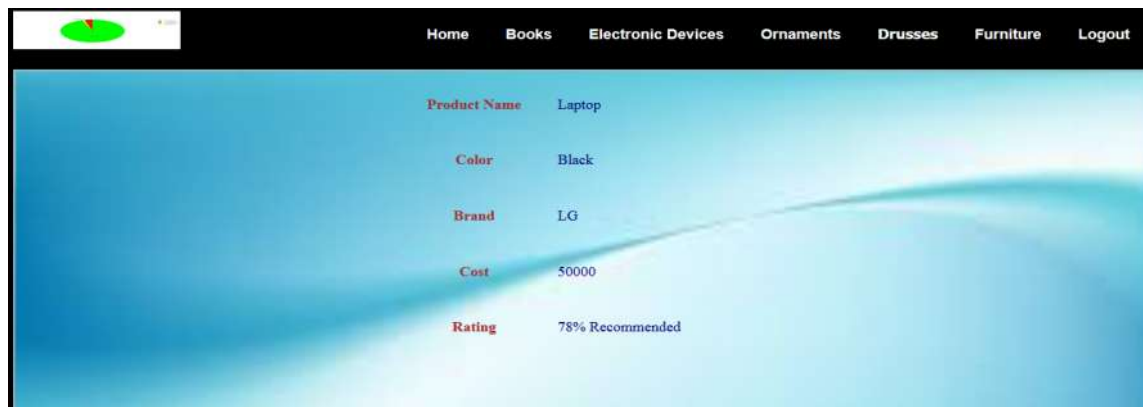 Home Books Electronic Devices Ornaments Drusses Furniture Logout
Product Name Laptop
Color Black
Brand LG
Cost 50000
Rating 78% Recommended